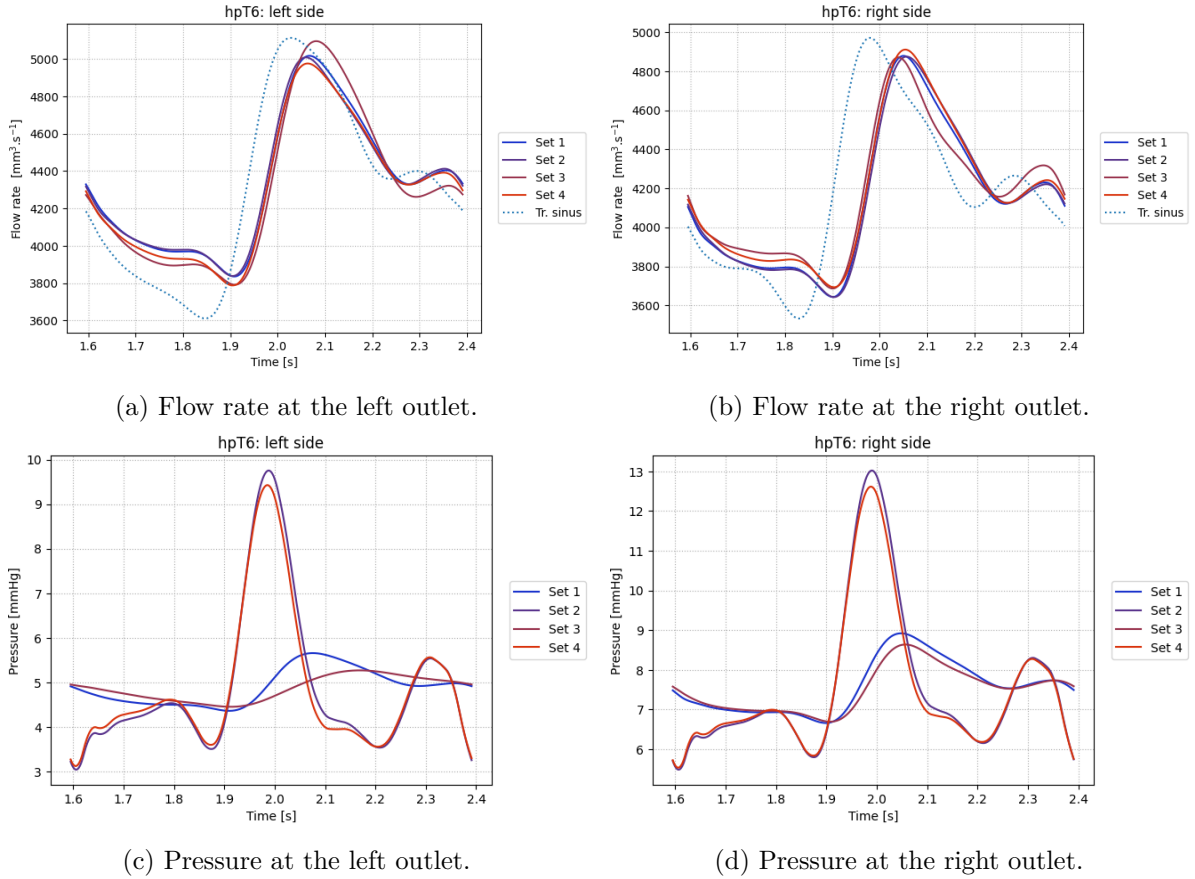 hpT6: left side
5000
4800
4600
4400
4200
4000
3800
3600
Flow rate [mm³.s⁻¹]
1.6 1.7 1.8 1.9 2.0 2.1 2.2 2.3 2.4
Time [s]
Set 1
Set 2
Set 3
Set 4
Tr. sinus
(a) Flow rate at the left outlet.
hpT6: right side
5000
4800
4600
4400
4200
4000
3800
3600
Flow rate [mm³.s⁻¹]
1.6 1.7 1.8 1.9 2.0 2.1 2.2 2.3 2.4
Time [s]
Set 1
Set 2
Set 3
Set 4
Tr. sinus
(b) Flow rate at the right outlet.
hpT6: left side
10
9
8
7
6
5
4
3
Pressure [mmHg]
1.6 1.7 1.8 1.9 2.0 2.1 2.2 2.3 2.4
Time [s]
Set 1
Set 2
Set 3
Set 4
(c) Pressure at the left outlet.
hpT6: right side
13
12
11
10
9
8
7
6
Pressure [mmHg]
1.6 1.7 1.8 1.9 2.0 2.1 2.2 2.3 2.4
Time [s]
Set 1
Set 2
Set 3
Set 4
(d) Pressure at the right outlet.